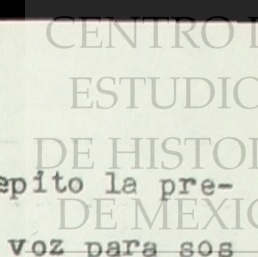 CENTRO
ESTUDIO
DE HISTO
epito la pre-
DE MEXIC
voz para sos